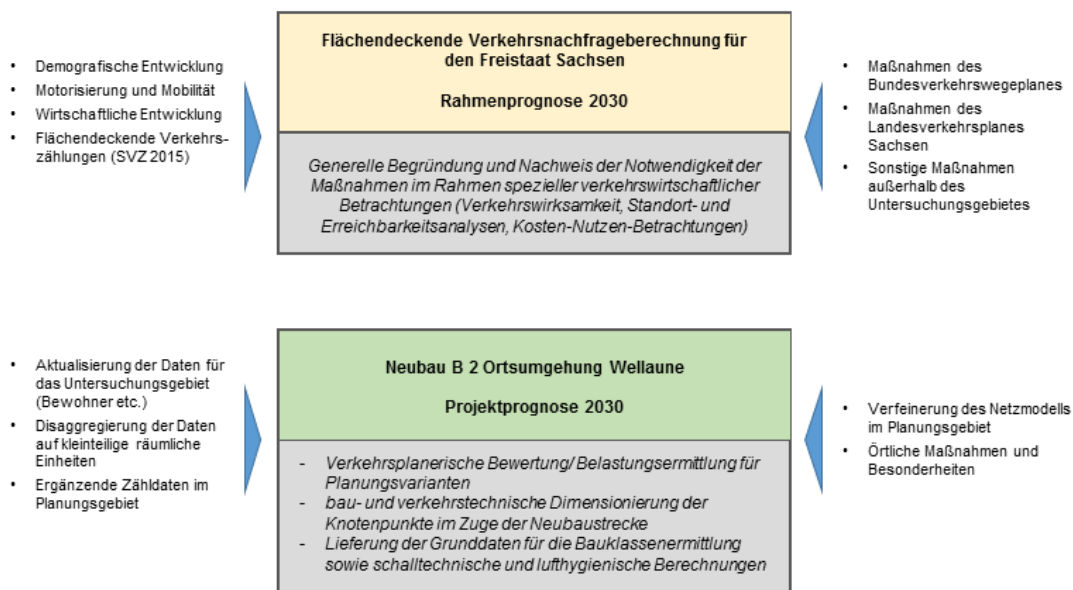 Flächendeckende Verkehrsnachfrageberechnung für
den Freistaat Sachsen
Rahmenprognose 2030
• Demografische Entwicklung
• Motorisierung und Mobilität
• Wirtschaftliche Entwicklung
• Flächendeckende Verkehrs-
zählungen (SVZ 2015)
Generelle Begründung und Nachweis der Notwendigkeit der
Maßnahmen im Rahmen spezieller verkehrswirtschaftlicher
Betrachtungen (Verkehrswirksamkeit, Standort- und
Erreichbarkeitsanalysen, Kosten-Nutzen-Betrachtungen)
• Maßnahmen des
Bundesverkehrswegeplanes
• Maßnahmen des
Landesverkehrsplanes
Sachsen
• Sonstige Maßnahmen
außerhalb des
Untersuchungsgebietes
Neubau B 2 Ortsumgehung Wellaune
Projektprognose 2030
• Aktualisierung der Daten für
das Untersuchungsgebiet
(Bewohner etc.)
• Disaggregierung der Daten
auf kleinteilige räumliche
Einheiten
• Ergänzende Zähldaten im
Planungsgebiet
- Verkehrsplanerische Bewertung/ Belastungsermittlung für
Planungsvarianten
- bau- und verkehrstechnische Dimensionierung der
Knotenpunkte im Zuge der Neubaustrecke
- Lieferung der Grunddaten für die Bauklassenermittlung
sowie schalltechnische und lufthygienische Berechnungen
• Verfeinerung des Netzmodells
im Planungsgebiet
• Örtliche Maßnahmen und
Besonderheiten